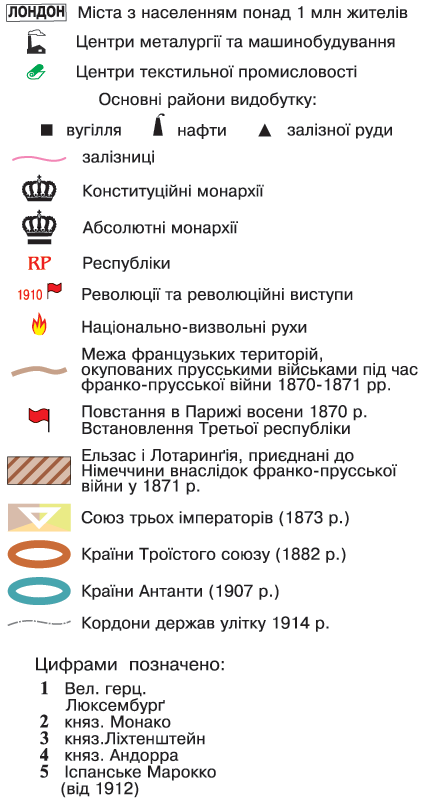 ЛОНДОН Міста з населенням понад 1 млн жителів
Центри металургії та машинобудування
Центри текстильної промисловості
Основні райони видобутку:
вугілля нафти залізної руди
залізниці
Конституційні монархії
Абсолютні монархії
RP Республіки
1910 Революції та революційні виступи
Національно-визвольні рухи
Межа французьких територій,
окупованих прусськими військами під час
франко-прусської війни 1870-1871 рр.
Повстання в Парижі восени 1870 р.
Встановлення Третьої республіки
Ельзас і Лотаринґія, приєднані до
Німеччини внаслідок франко-прусської
війни у 1871 р.
Союз трьох імператорів (1873 р.)
Країни Троїстого союзу (1882 р.)
Країни Антанти (1907 р.)
Кордони держав улітку 1914 р.
Цифрами позначено:
1 Вел. герц.
Люксембурґ
2 княз. Монако
3 княз.Ліхтенштейн
4 княз. Андорра
5 Іспанське Марокко
(від 1912)